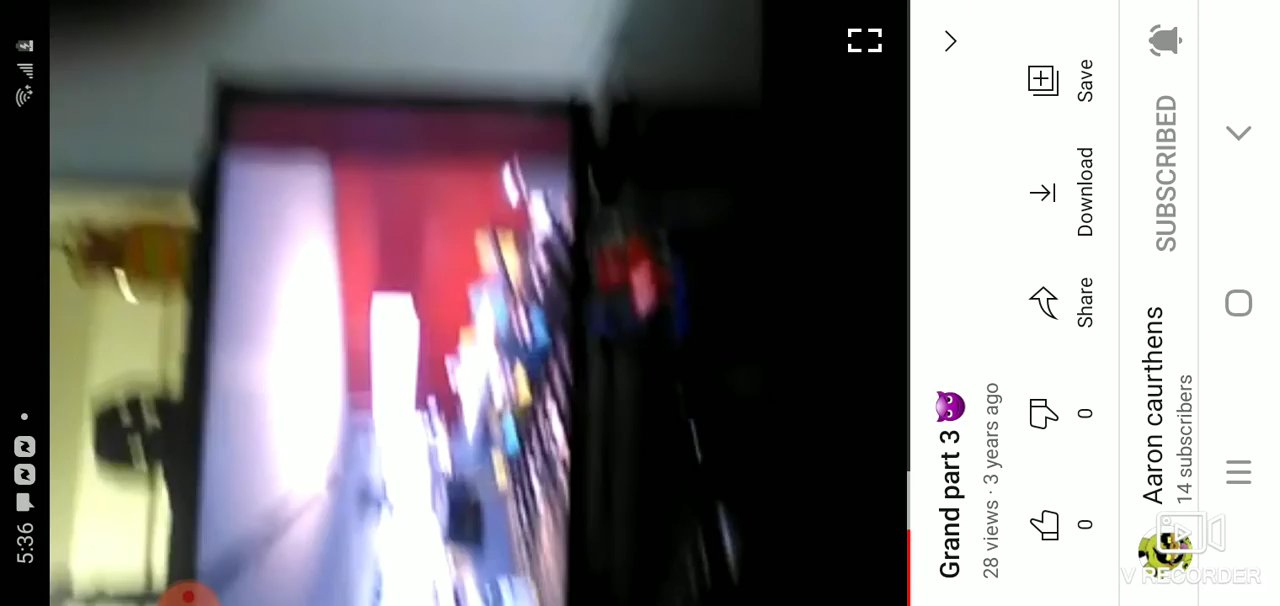 5:36
Grand part 3 😈
28 views · 3 years ago
0
0
Share
Download
Save
Aaron caurthens
14 subscribers
SUBSCRIBED
V RECORDER